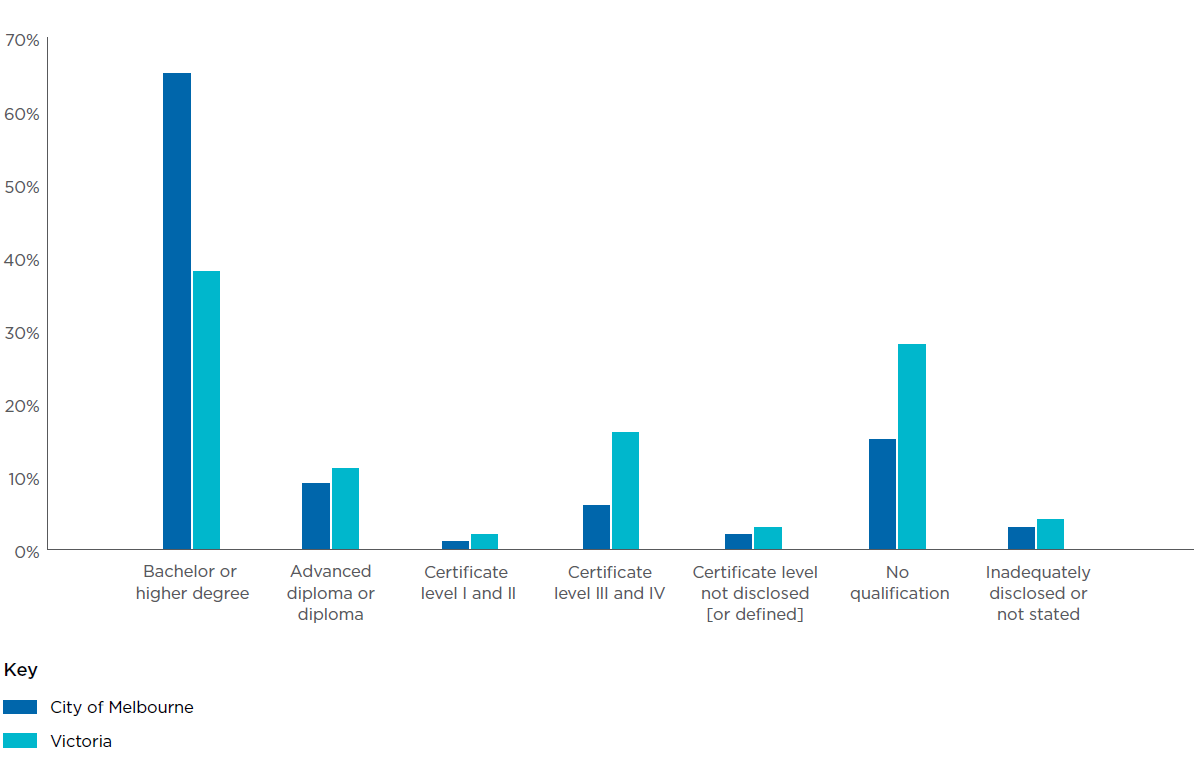 70%
60%
50%
40%
30%
20%
10%
0%
Bachelor or
higher degree
Advanced
diploma or
diploma
Certificate
level I and II
Certificate
level III and IV
Certificate level
not disclosed
[or defined]
No
qualification
Inadequately
disclosed or
not stated
Key
City of Melbourne
Victoria